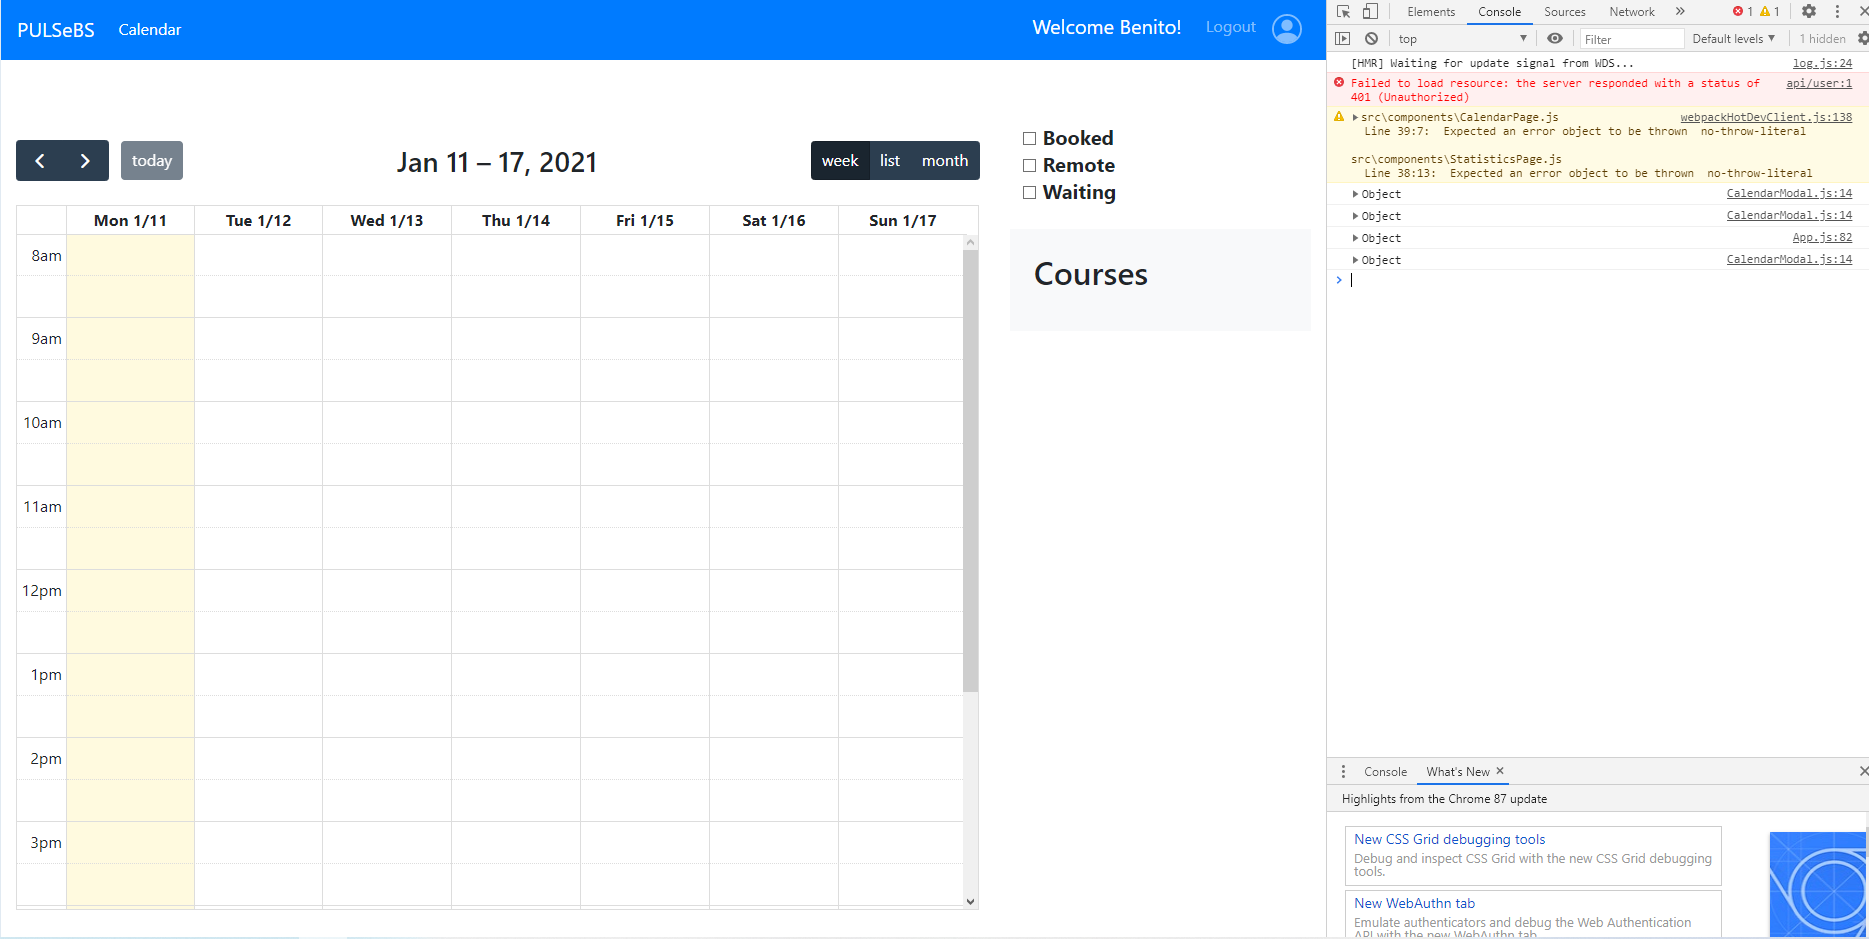 PULSeBS Calendar Welcome Benito! Logout
today Jan 11 – 17, 2021 week list month
Mon 1/11 Tue 1/12 Wed 1/13 Thu 1/14 Fri 1/15 Sat 1/16 Sun 1/17
8am
9am
10am
11am
12pm
1pm
2pm
3pm
Booked
Remote
Waiting
Courses
Elements Console Sources Network » 1 1
top Filter Default levels 1 hidden
[HMR] Waiting for update signal from WDS... log.js:24
Failed to load resource: the server responded with a status of api/user:1
401 (Unauthorized)
src\components\CalendarPage.js webpackHotDevClient.js:138
Line 39:7: Expected an error object to be thrown no-throw-literal
src\components\StatisticsPage.js
Line 38:13: Expected an error object to be thrown no-throw-literal
Object CalendarModal.js:14
Object CalendarModal.js:14
Object App.js:82
Object CalendarModal.js:14
Console What's New
Highlights from the Chrome 87 update
New CSS Grid debugging tools
Debug and inspect CSS Grid with the new CSS Grid debugging
tools.
New WebAuthn tab
Emulate authenticators and debug the Web Authentication
API with the new WebAuthn tab